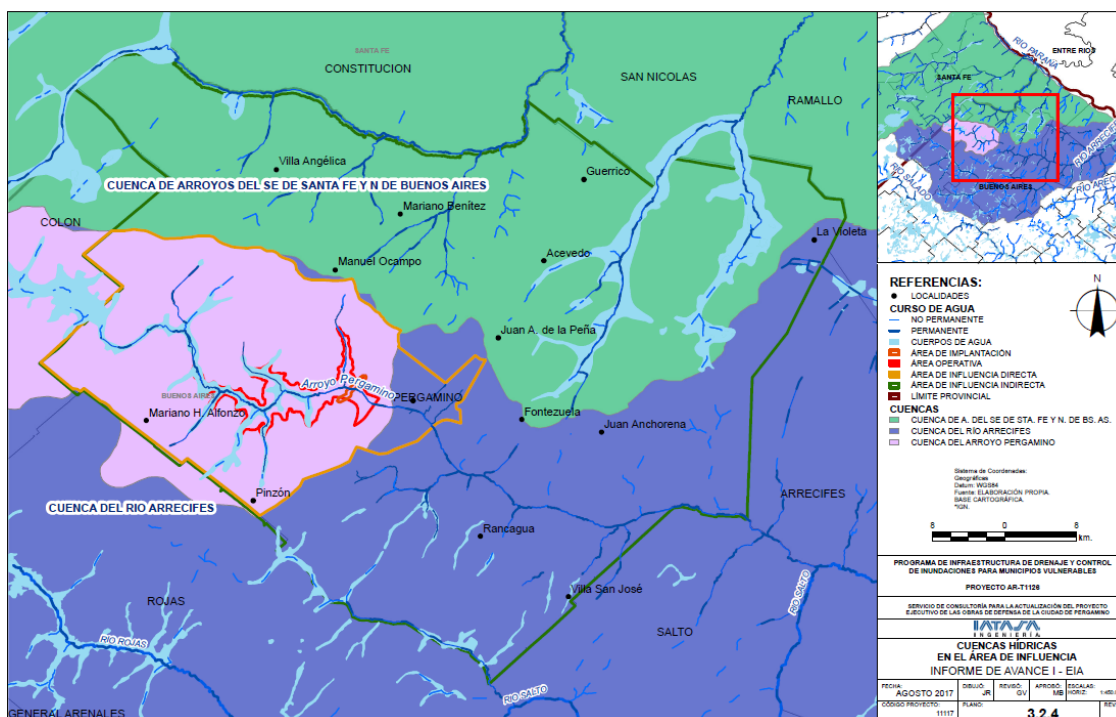 SANTA FE
CONSTITUCION
SAN NICOLAS
RAMALLO
Villa Angélica
Guerrico
CUENCA DE ARROYOS DEL SE DE SANTA FE Y N DE BUENOS AIRES
Mariano Benítez
COLON
La Violeta
Manuel Ocampo
Acevedo
Juan A. de la Peña
Arroyo Pergamino
BUENOS AIRES
PERGAMINO
Mariano H. Alfonzo
Fontezuela
Juan Anchorena
Pinzón
CUENCA DEL RIO ARRECIFES
ARRECIFES
Rancagua
Villa San José
ROJAS
RIO ROJAS
SALTO
RIO SALTO
RIO SALTO
GENERAL ARENALES
RIO PARANA
ENTRE RIOS
SANTA FE
BUENOS AIRES
RIO SALADO
REFERENCIAS:
LOCALIDADES
CURSO DE AGUA
NO PERMANENTE
PERMANENTE
CUERPOS DE AGUA
ÁREA DE IMPLANTACIÓN
ÁREA OPERATIVA
ÁREA DE INFLUENCIA DIRECTA
ÁREA DE INFLUENCIA INDIRECTA
LÍMITE PROVINCIAL
CUENCAS
CUENCA DE A. DEL SE DE STA. FE Y N. DE BS. AS.
CUENCA DEL RÍO ARRECIFES
CUENCA DEL ARROYO PERGAMINO
N
Sistema de Coordenadas:
Geográficas
Datum: WGS84
Fuente: ELABORACIÓN PROPIA.
BASE CARTOGRÁFICA.
*IGN.
8 0 8
km.
PROGRAMA DE INFRAESTRUCTURA DE DRENAJE Y CONTROL
DE INUNDACIONES PARA MUNICIPIOS VULNERABLES
PROYECTO AR-T1126
SERVICIO DE CONSULTORÍA PARA LA ACTUALIZACIÓN DEL PROYECTO
EJECUTIVO DE LAS OBRAS DE DEFENSA DE LA CIUDAD DE PERGAMINO
IATASA
INGENIERÍA
CUENCAS HÍDRICAS
EN EL ÁREA DE INFLUENCIA
INFORME DE AVANCE I - EIA
FECHA: AGOSTO 2017 DIBUJÓ: JR REVISÓ: GV APROBÓ: MB ESCALAS: HORIZ:
CÓDIGO PROYECTO: 11117 PLANO: 3.2.4